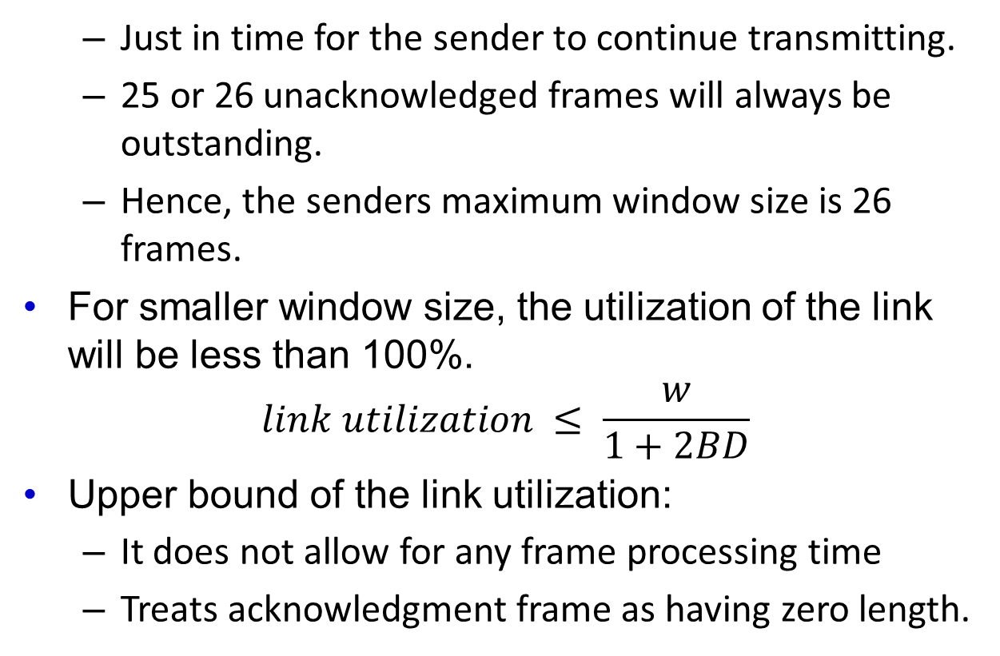 – Just in time for the sender to continue transmitting.
– 25 or 26 unacknowledged frames will always be
outstanding.
– Hence, the senders maximum window size is 26
frames.
• For smaller window size, the utilization of the link
will be less than 100%.
link utilization ≤ w / (1 + 2BD)
• Upper bound of the link utilization:
– It does not allow for any frame processing time
– Treats acknowledgment frame as having zero length.